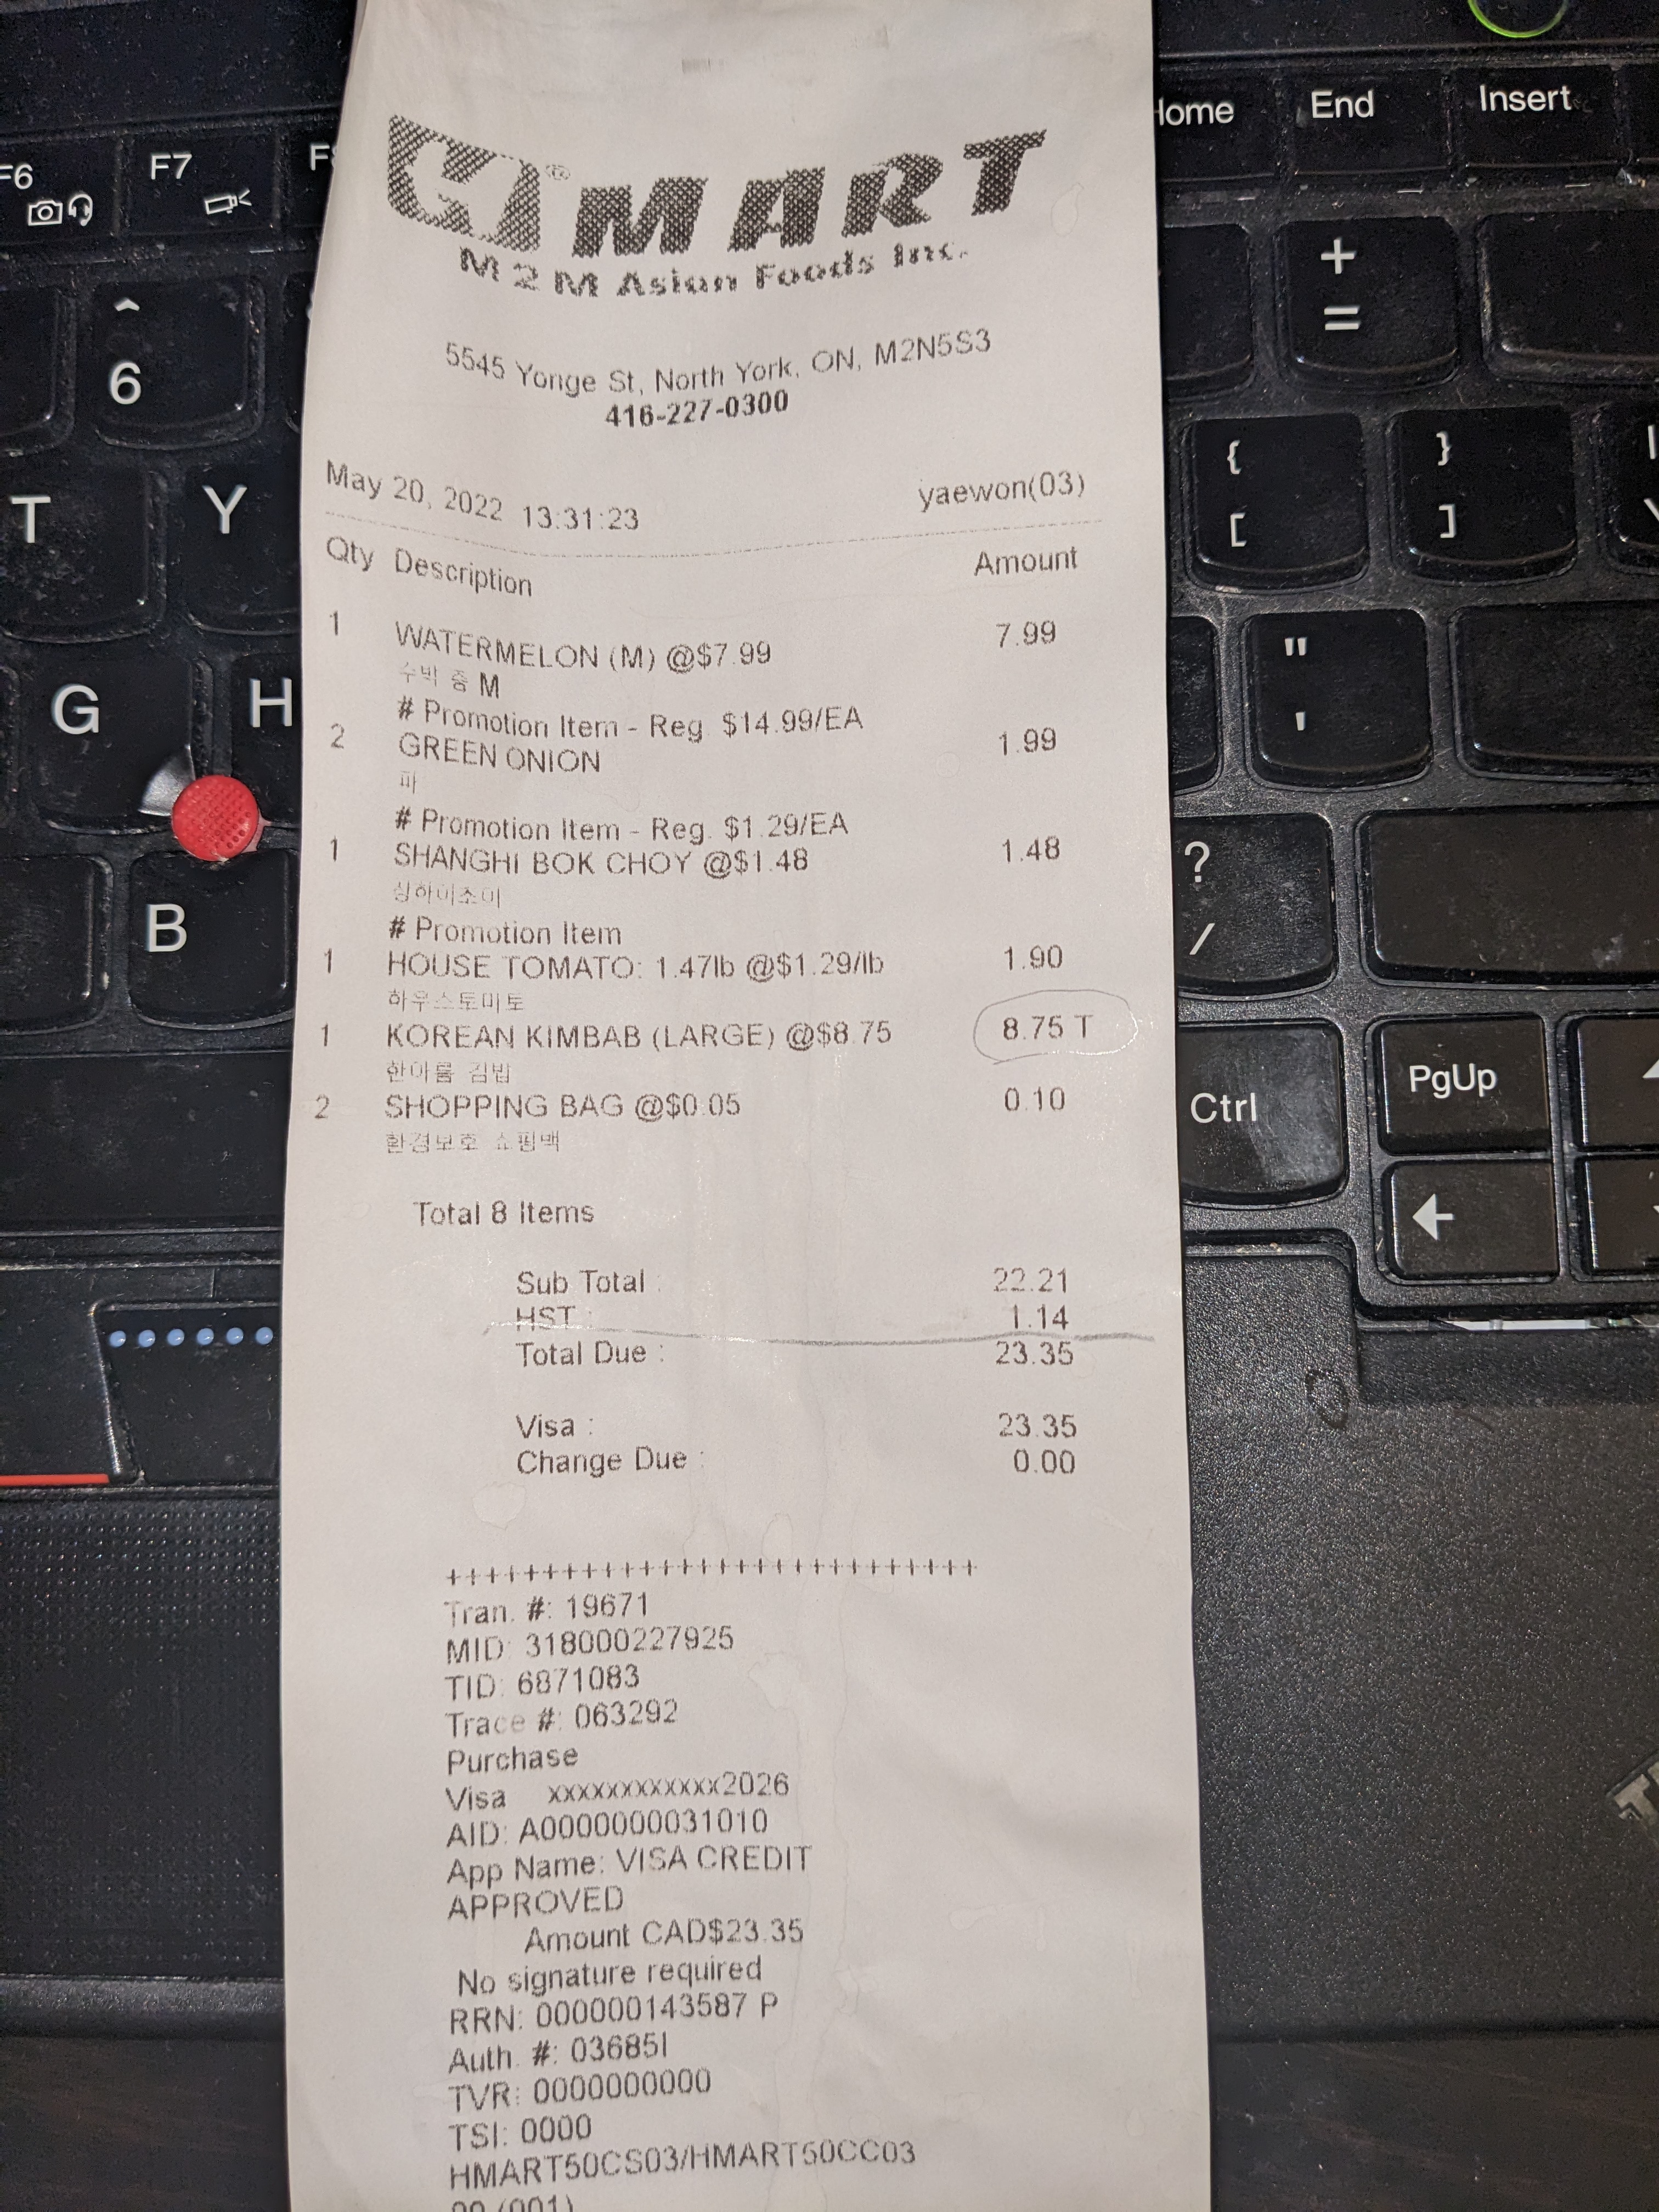 H MART
M2M Asian Foods Inc.
5545 Yonge St, North York, ON, M2N5S3
416-227-0300
May 20, 2022 13:31:23 yaewon(03)
Qty Description Amount
1 WATERMELON (M) @$7.99 7.99
수박 중 M
# Promotion Item - Reg. $14.99/EA
2 GREEN ONION 1.99
파
# Promotion Item - Reg. $1.29/EA
1 SHANGHI BOK CHOY @$1.48 1.48
상하이초이
# Promotion Item
1 HOUSE TOMATO: 1.47lb @$1.29/lb 1.90
하우스토마토
1 KOREAN KIMBAB (LARGE) @$8.75 8.75 T
한아름 김밥
2 SHOPPING BAG @$0.05 0.10
환경보호 쇼핑백
Total 8 Items
Sub Total : 22.21
HST : 1.14
Total Due : 23.35
Visa : 23.35
Change Due : 0.00
+++++++++++++++++++++++++++
Tran. #: 19671
MID: 318000227925
TID: 6871083
Trace #: 063292
Purchase
Visa xxxxxxxxxxxx2026
AID: A0000000031010
App Name: VISA CREDIT
APPROVED
Amount CAD$23.35
No signature required
RRN: 000000143587 P
Auth. #: 03685I
TVR: 0000000000
TSI: 0000
HMART50CS03/HMART50CC03
Home End Insert
F6 F7
+
=
^
6
{ }
[ ]
T Y
"
'
G H
?
/
B
PgUp
Ctrl
←